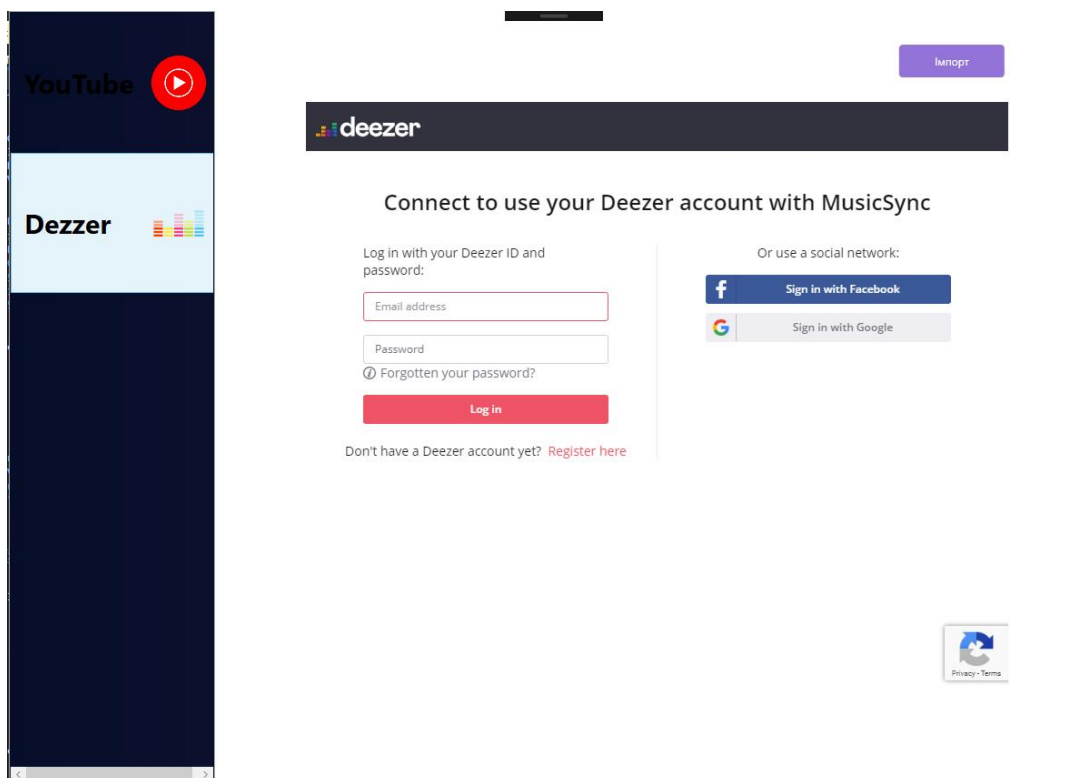 YouTube
Dezzer
Імпорт
deezer
Connect to use your Deezer account with MusicSync
Log in with your Deezer ID and
password:
Email address
Password
Forgotten your password?
Log in
Don't have a Deezer account yet? Register here
Or use a social network:
Sign in with Facebook
Sign in with Google
Privacy - Terms